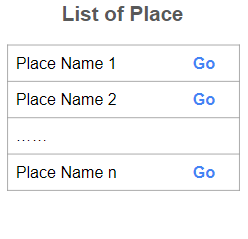 List of Place
Place Name 1 Go
Place Name 2 Go
……
Place Name n Go